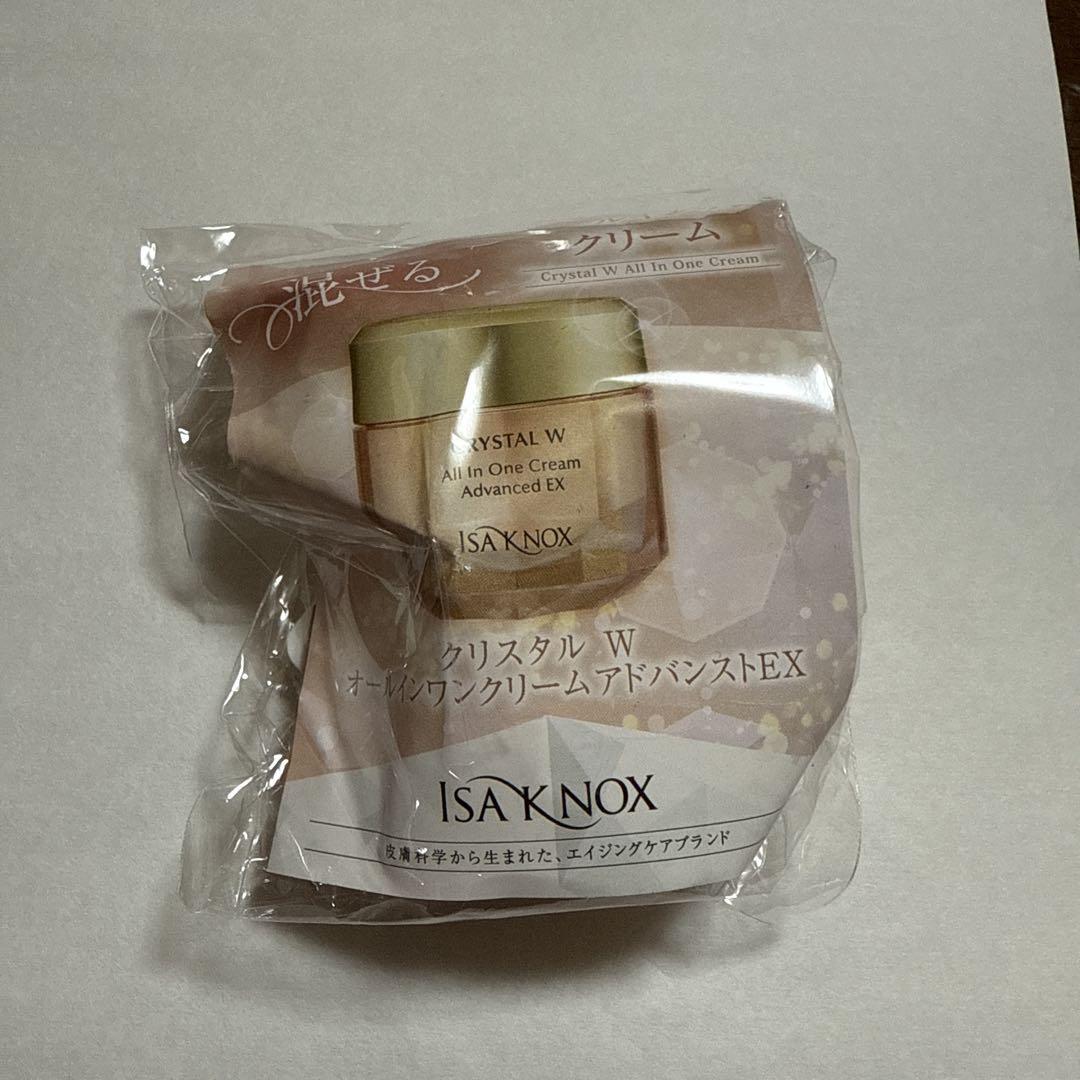 混ぜる
クリーム
Crystal W All In One Cream
CRYSTAL W
All In One Cream
Advanced EX
ISA KNOX
クリスタル W
オールインワンクリームアドバンストEX
ISA KNOX
皮膚科学から生まれた、エイジングケアブランド